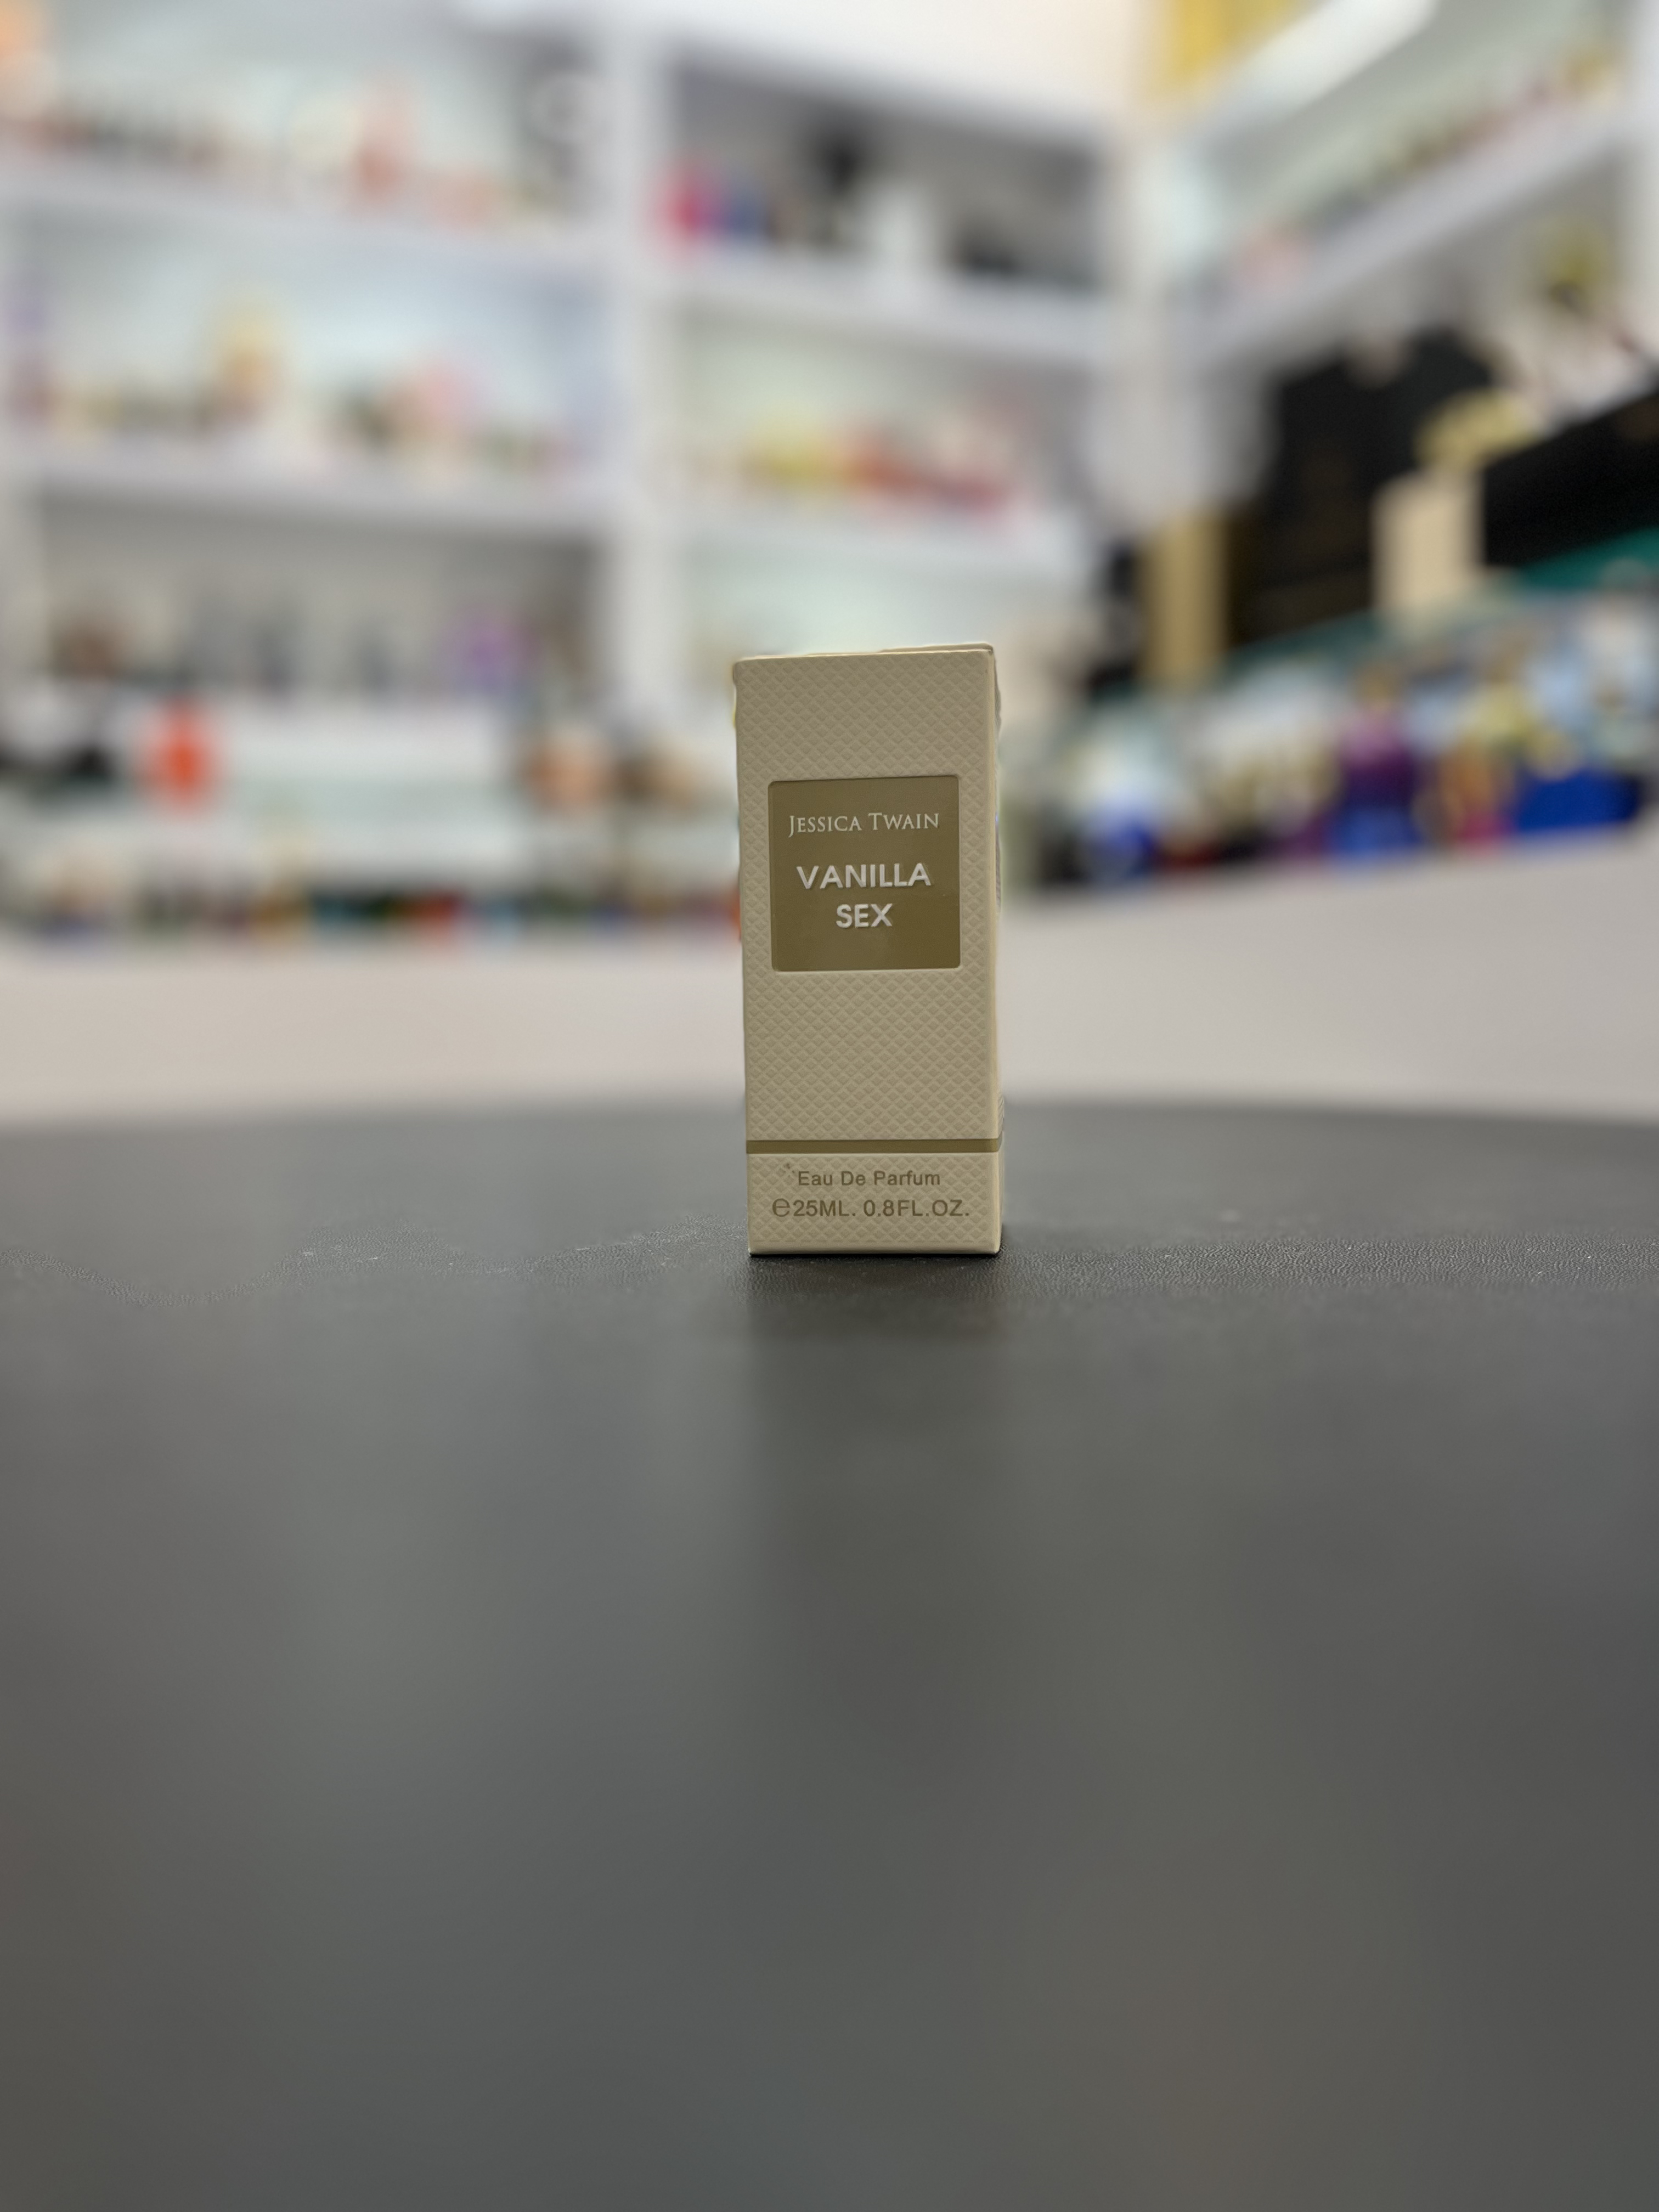 JESSICA TWAIN
VANILLA
SEX
Eau De Parfum
℮25ML. 0.8FL.OZ.